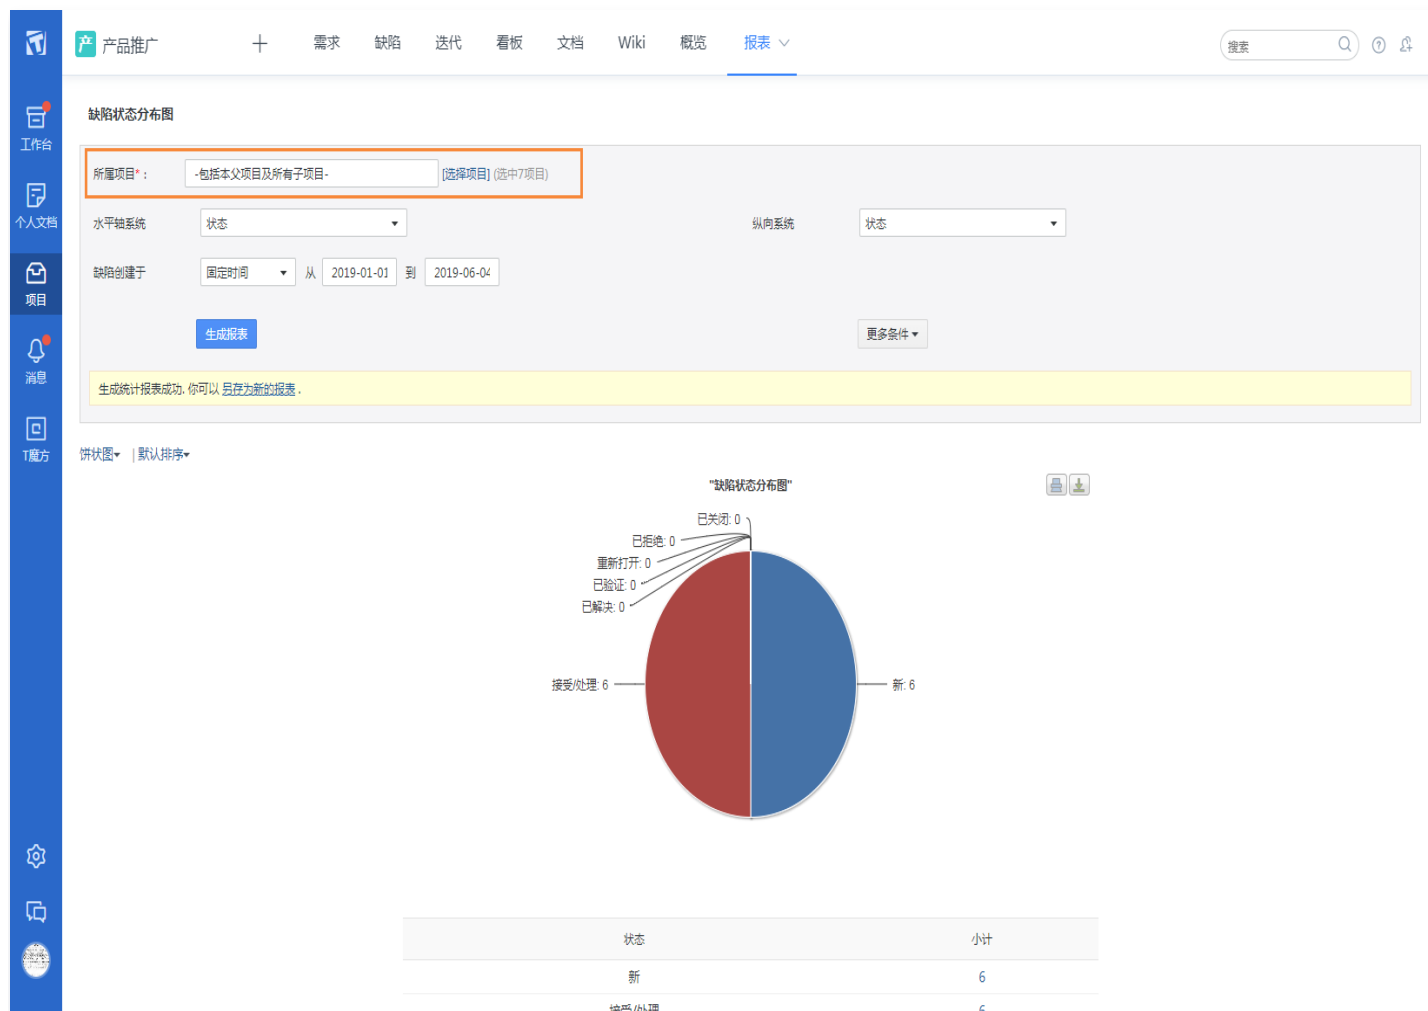 产 产品推广 需求 缺陷 迭代 看板 文档 Wiki 概览 报表 搜索
工作台
个人文档
项目
消息
T魔方
缺陷状态分布图
所属项目*： -包括本父项目及所有子项目- [选择项目] (选中7项目)
水平轴系统 状态 纵向系统 状态
缺陷创建于 固定时间 从 2019-01-01 到 2019-06-04
生成报表 更多条件
生成统计报表成功, 你可以 另存为新的报表 .
饼状图 | 默认排序
"缺陷状态分布图"
已关闭: 0
已拒绝: 0
重新打开: 0
已验证: 0
已解决: 0
接受/处理: 6 新: 6
状态 小计
新 6
接受/处理 6